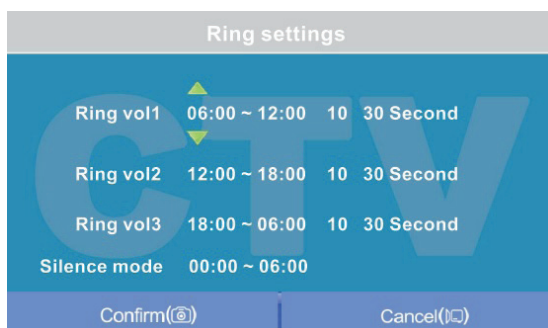 Ring settings
CTV
Ring vol1 06:00 ~ 12:00 10 30 Second
Ring vol2 12:00 ~ 18:00 10 30 Second
Ring vol3 18:00 ~ 06:00 10 30 Second
Silence mode 00:00 ~ 06:00
Confirm() Cancel()